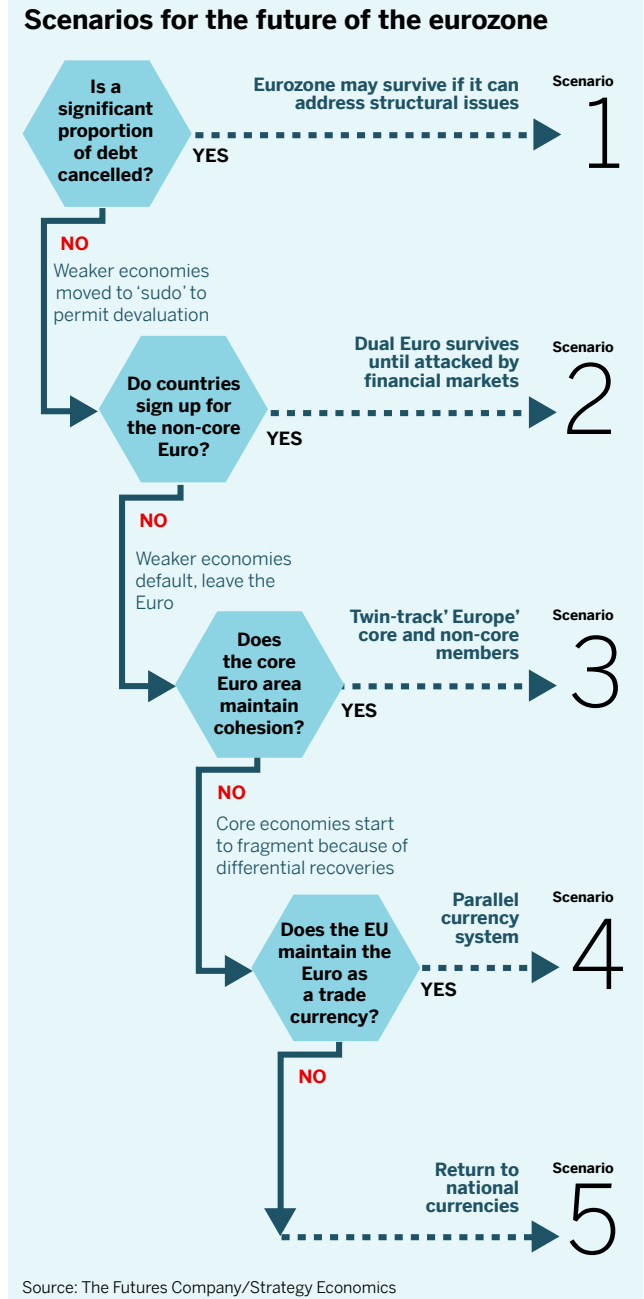 Scenarios for the future of the eurozone
Is a
significant
proportion
of debt
cancelled?
Eurozone may survive if it can
address structural issues
YES
Scenario
1
NO
Weaker economies
moved to ‘sudo’ to
permit devaluation
Do countries
sign up for
the non-core
Euro?
Dual Euro survives
until attacked by
financial markets
YES
Scenario
2
NO
Weaker economies
default, leave the
Euro
Does
the core
Euro area
maintain
cohesion?
Twin-track’ Europe’
core and non-core
members
YES
Scenario
3
NO
Core economies start
to fragment because of
differential recoveries
Does the EU
maintain the
Euro as
a trade
currency?
Parallel
currency
system
YES
Scenario
4
NO
Return to
national
currencies
Scenario
5
Source: The Futures Company/Strategy Economics